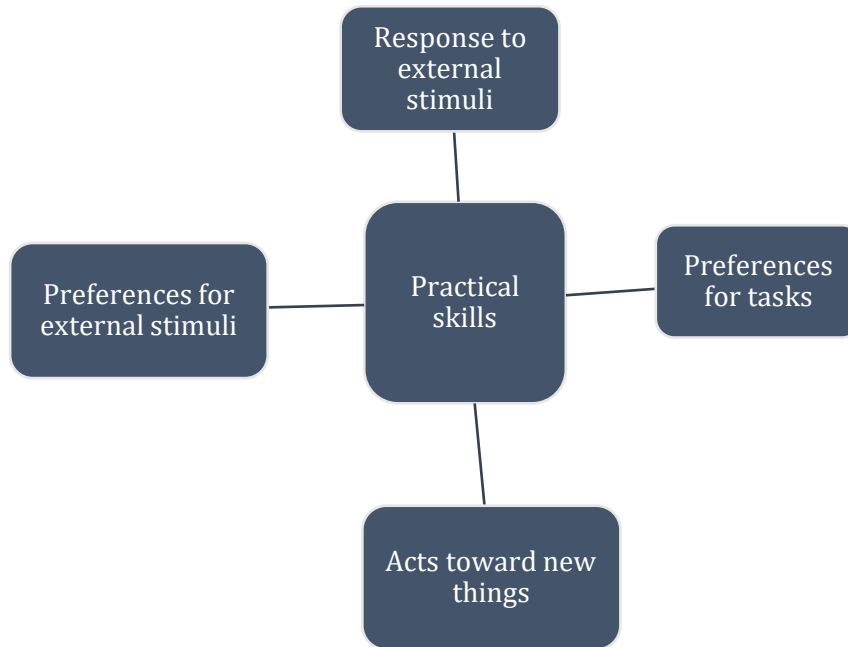 Response to
external
stimuli
Preferences for
external stimuli
Practical
skills
Preferences
for tasks
Acts toward new
things